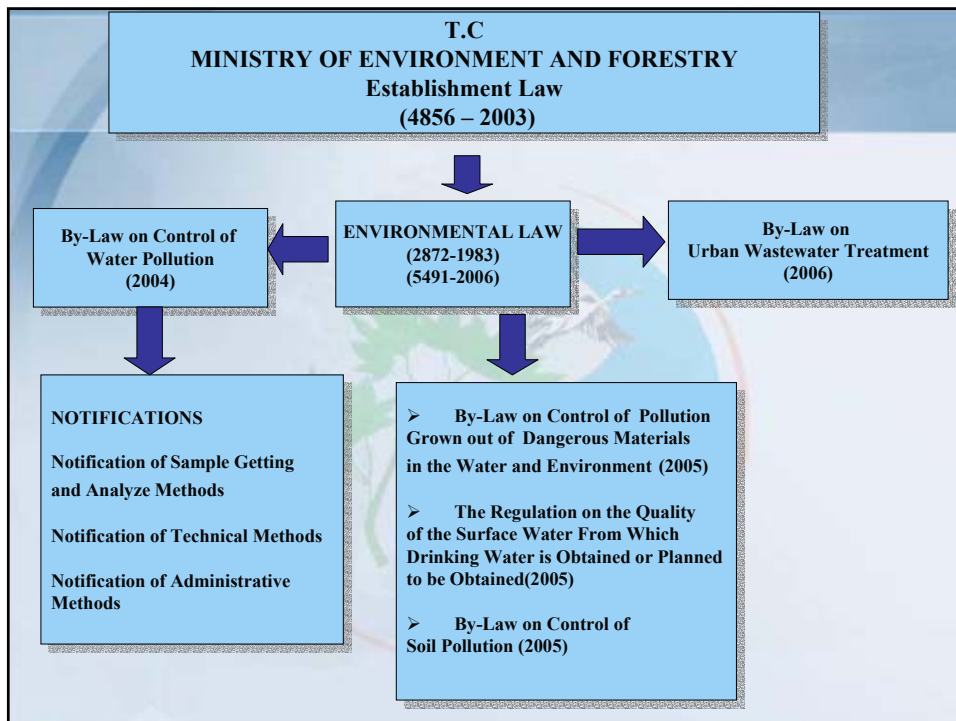 T.C
MINISTRY OF ENVIRONMENT AND FORESTRY
Establishment Law
(4856 – 2003)
By-Law on Control of
Water Pollution
(2004)
ENVIRONMENTAL LAW
(2872-1983)
(5491-2006)
By-Law on
Urban Wastewater Treatment
(2006)
NOTIFICATIONS
Notification of Sample Getting
and Analyze Methods
Notification of Technical Methods
Notification of Administrative
Methods
➢ By-Law on Control of Pollution
Grown out of Dangerous Materials
in the Water and Environment (2005)
➢ The Regulation on the Quality
of the Surface Water From Which
Drinking Water is Obtained or Planned
to be Obtained(2005)
➢ By-Law on Control of
Soil Pollution (2005)